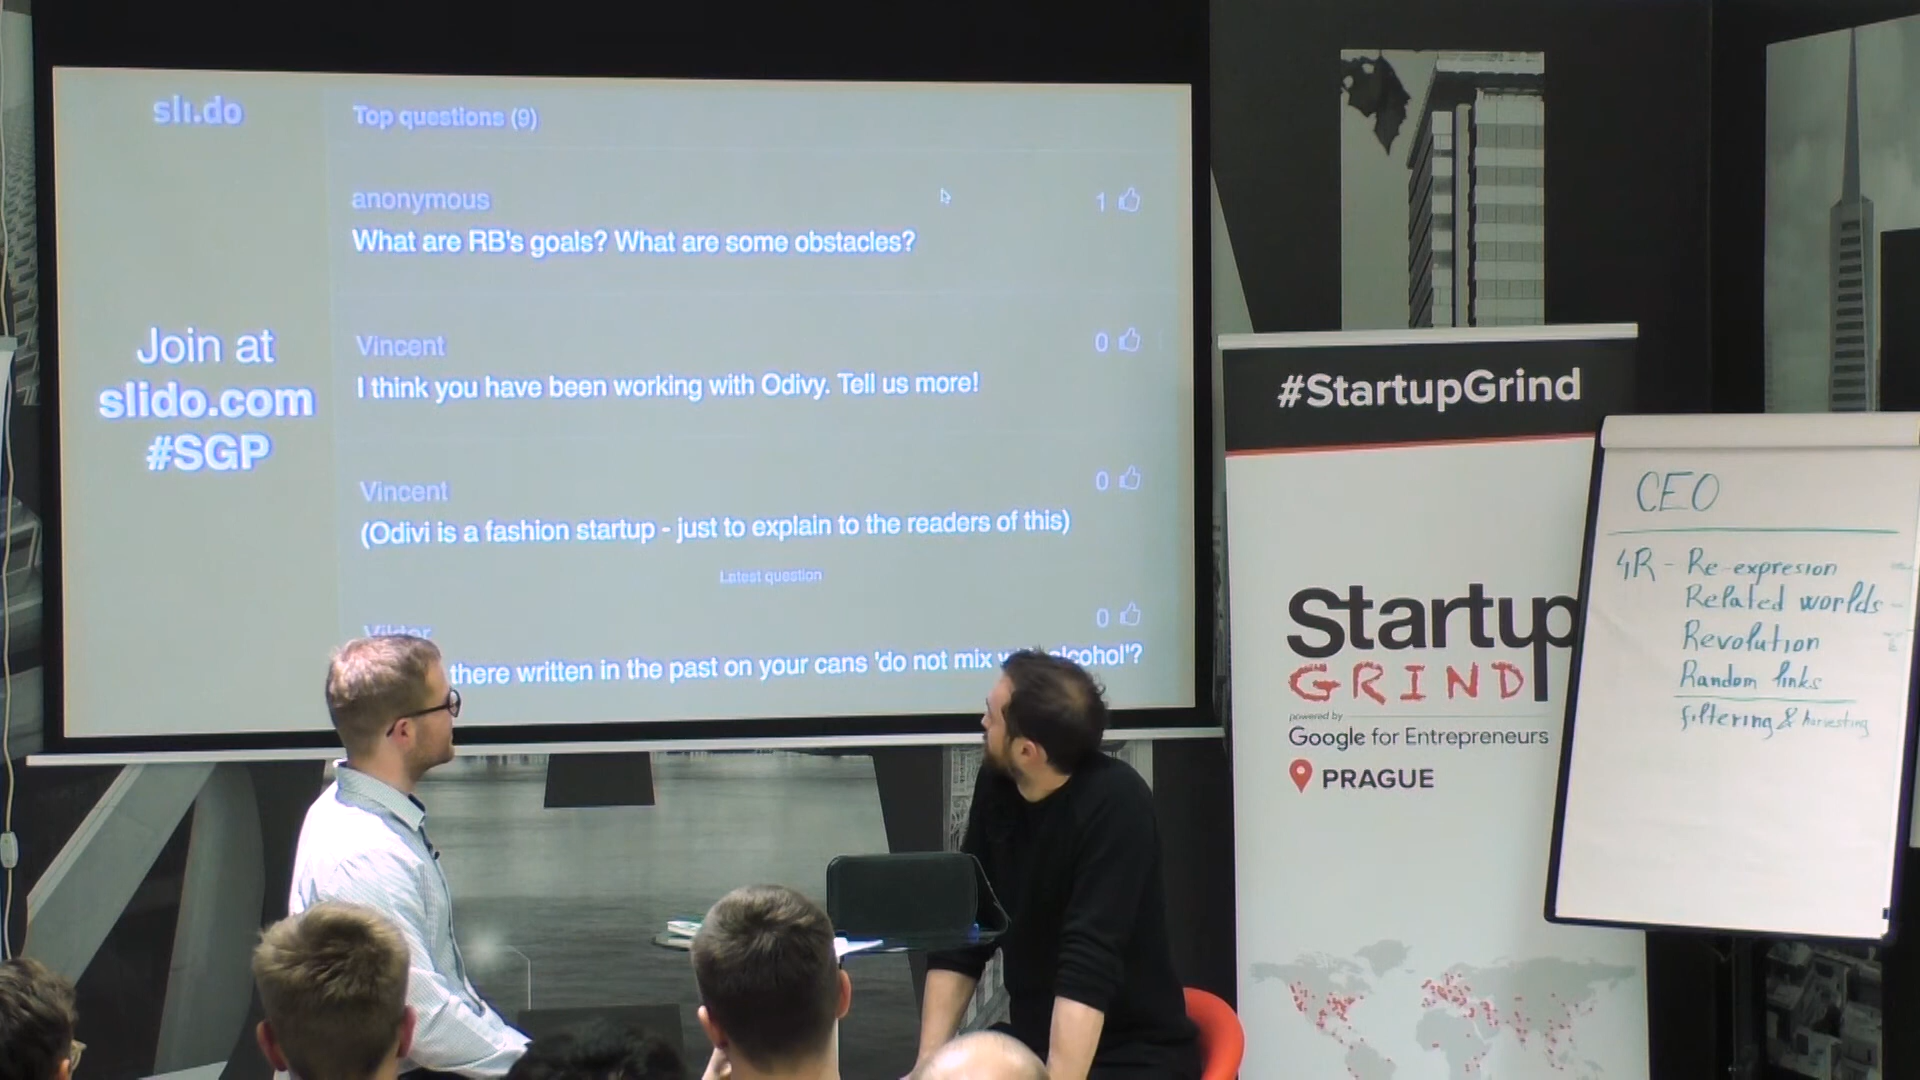 sli.do
Top questions (9)
anonymous
1
What are RB's goals? What are some obstacles?
Vincent
0
I think you have been working with Odivy. Tell us more!
Join at
slido.com
#SGP
Vincent
0
(Odivi is a fashion startup - just to explain to the readers of this)
Latest question
Viktor
0
there written in the past on your cans 'do not mix with alcohol'?
#StartupGrind
Startup
GRIND
powered by
Google for Entrepreneurs
PRAGUE
CEO
4R - Re-expresion
Related worlds -
Revolution
Random links
filtering & harvesting